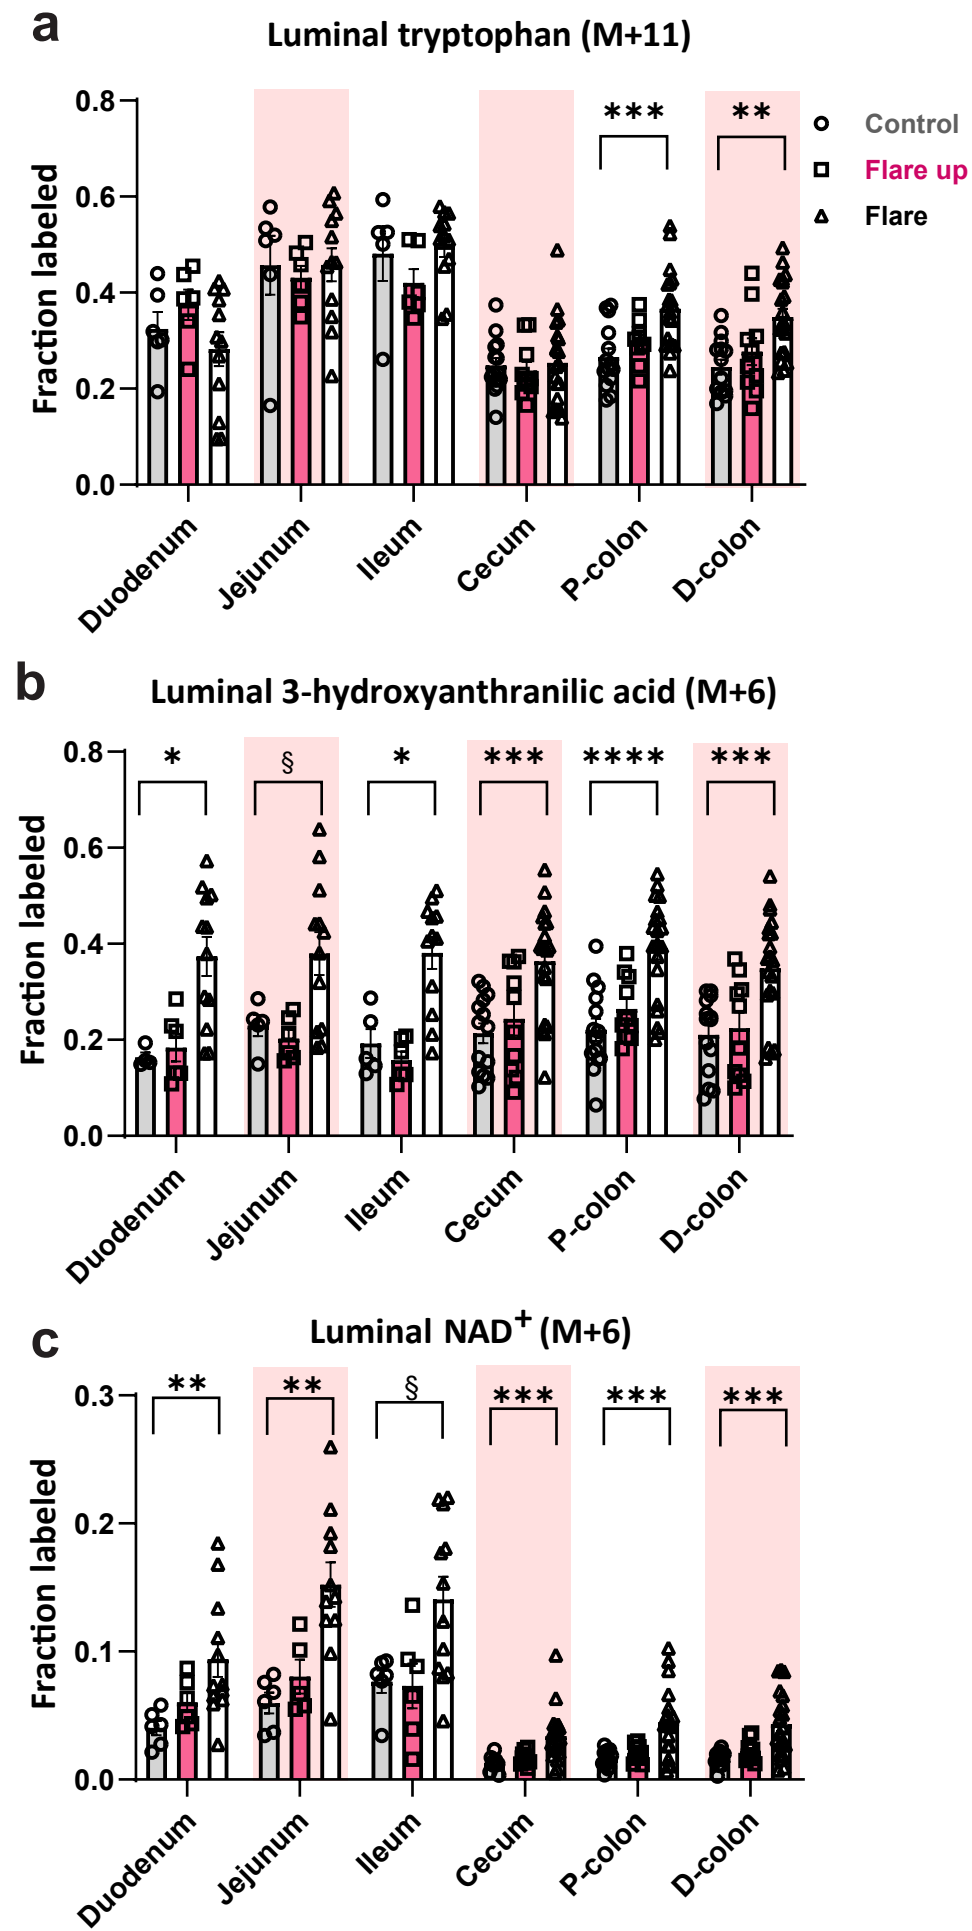 a
Luminal tryptophan (M+11)
Fraction labeled
0.8
0.6
0.4
0.2
0.0
***
**
Control
Flare up
Flare
Duodenum
Jejunum
Ileum
Cecum
P-colon
D-colon
b
Luminal 3-hydroxyanthranilic acid (M+6)
Fraction labeled
0.8
0.6
0.4
0.2
0.0
*
§
*
***
****
***
Duodenum
Jejunum
Ileum
Cecum
P-colon
D-colon
c
Luminal NAD⁺ (M+6)
Fraction labeled
0.3
0.2
0.1
0.0
**
**
§
***
***
***
Duodenum
Jejunum
Ileum
Cecum
P-colon
D-colon